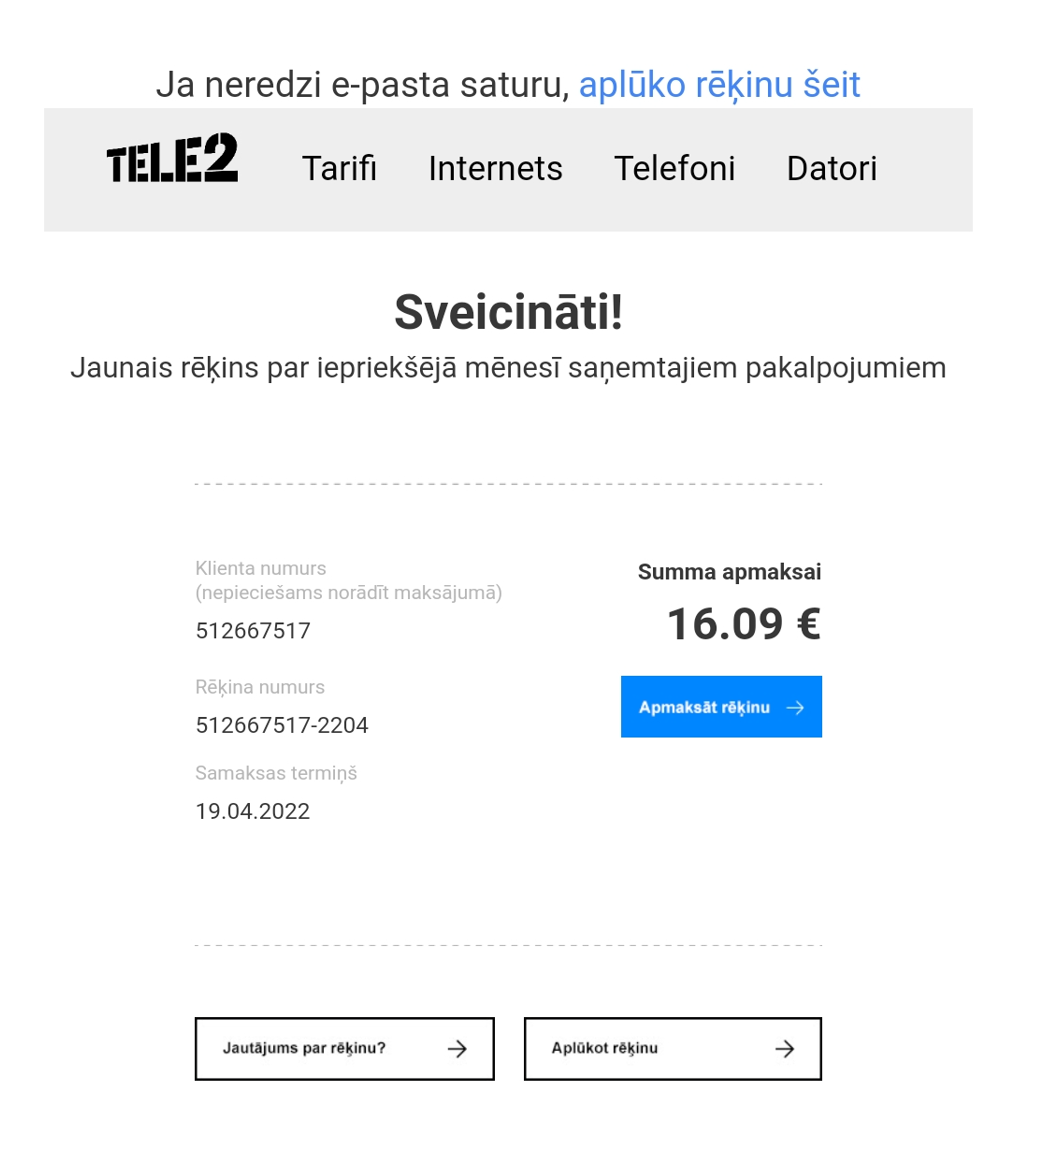 Ja neredzi e-pasta saturu, aplūko rēķinu šeit
TELE2 Tarifi Internets Telefoni Datori
Sveicināti!
Jaunais rēķins par iepriekšējā mēnesī saņemtajiem pakalpojumiem
Klienta numurs
(nepieciešams norādīt maksājumā)
512667517
Summa apmaksai
16.09 €
Apmaksāt rēķinu →
Rēķina numurs
512667517-2204
Samaksas termiņš
19.04.2022
Jautājums par rēķinu? →
Aplūkot rēķinu →